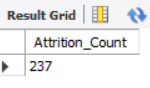 Result Grid
Attrition_Count
237